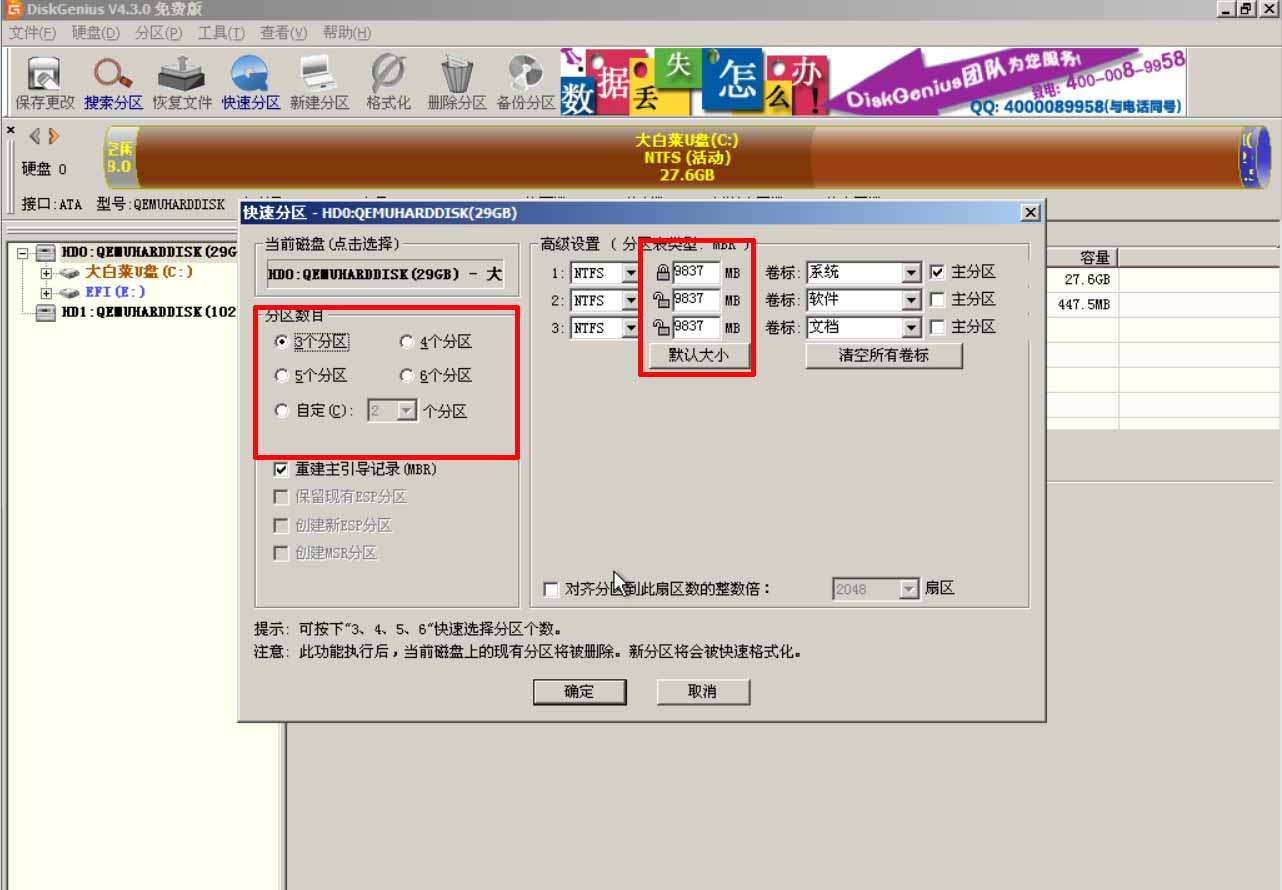 DiskGenius V4.3.0 免费版
文件(F) 硬盘(D) 分区(P) 工具(T) 查看(V) 帮助(H)
保存更改 搜索分区 恢复文件 快速分区 新建分区 格式化 删除分区 备份分区
数据丢失怎么办!
DiskGenius团队为您服务!
致电: 400-008-9958
QQ: 4000089958(与电话同号)
空闲
8.0
大白菜U盘(C:)
NTFS (活动)
27.6GB
硬盘 0
接口:ATA 型号:QEMUHARDDISK
快速分区 - HD0:QEMUHARDDISK(29GB)
HD0:QEMUHARDDISK(29G
大白菜U盘(C:)
EFI(E:)
HD1:QEMUHARDDISK(102
当前磁盘(点击选择)
HD0:QEMUHARDDISK(29GB) - 大
分区数目
3个分区 4个分区
5个分区 6个分区
自定(C): 2 个分区
重建主引导记录(MBR)
保留现有ESP分区
创建新ESP分区
创建MSR分区
高级设置 ( 分区表类型: MBR )
1: NTFS 9837 MB 卷标: 系统 主分区
2: NTFS 9837 MB 卷标: 软件 主分区
3: NTFS 9837 MB 卷标: 文档 主分区
默认大小 清空所有卷标
对齐分区到此扇区数的整数倍: 2048 扇区
提示: 可按下"3、4、5、6"快速选择分区个数。
注意: 此功能执行后,当前磁盘上的现有分区将被删除。新分区将会被快速格式化。
确定 取消
容量
27.6GB
447.5MB